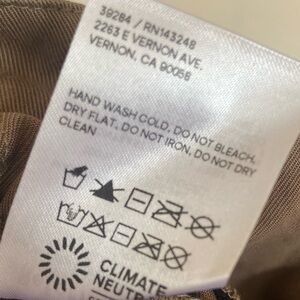 39284 / RN143248
2263 E VERNON AVE.
VERNON, CA 90058
HAND WASH COLD, DO NOT BLEACH,
DRY FLAT, DO NOT IRON, DO NOT DRY
CLEAN
CLIMATE
NEUTR